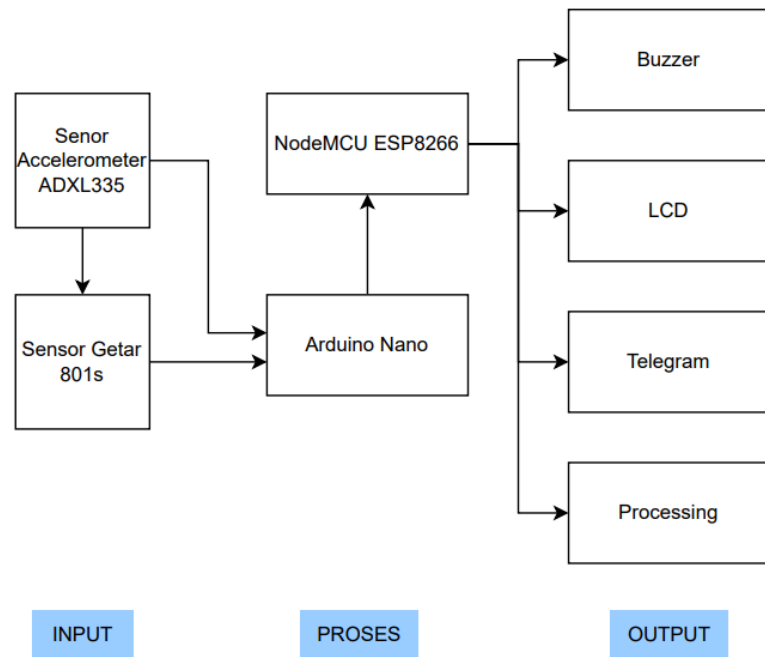 Senor
Accelerometer
ADXL335
Sensor Getar
801s
NodeMCU ESP8266
Arduino Nano
Buzzer
LCD
Telegram
Processing
INPUT
PROSES
OUTPUT